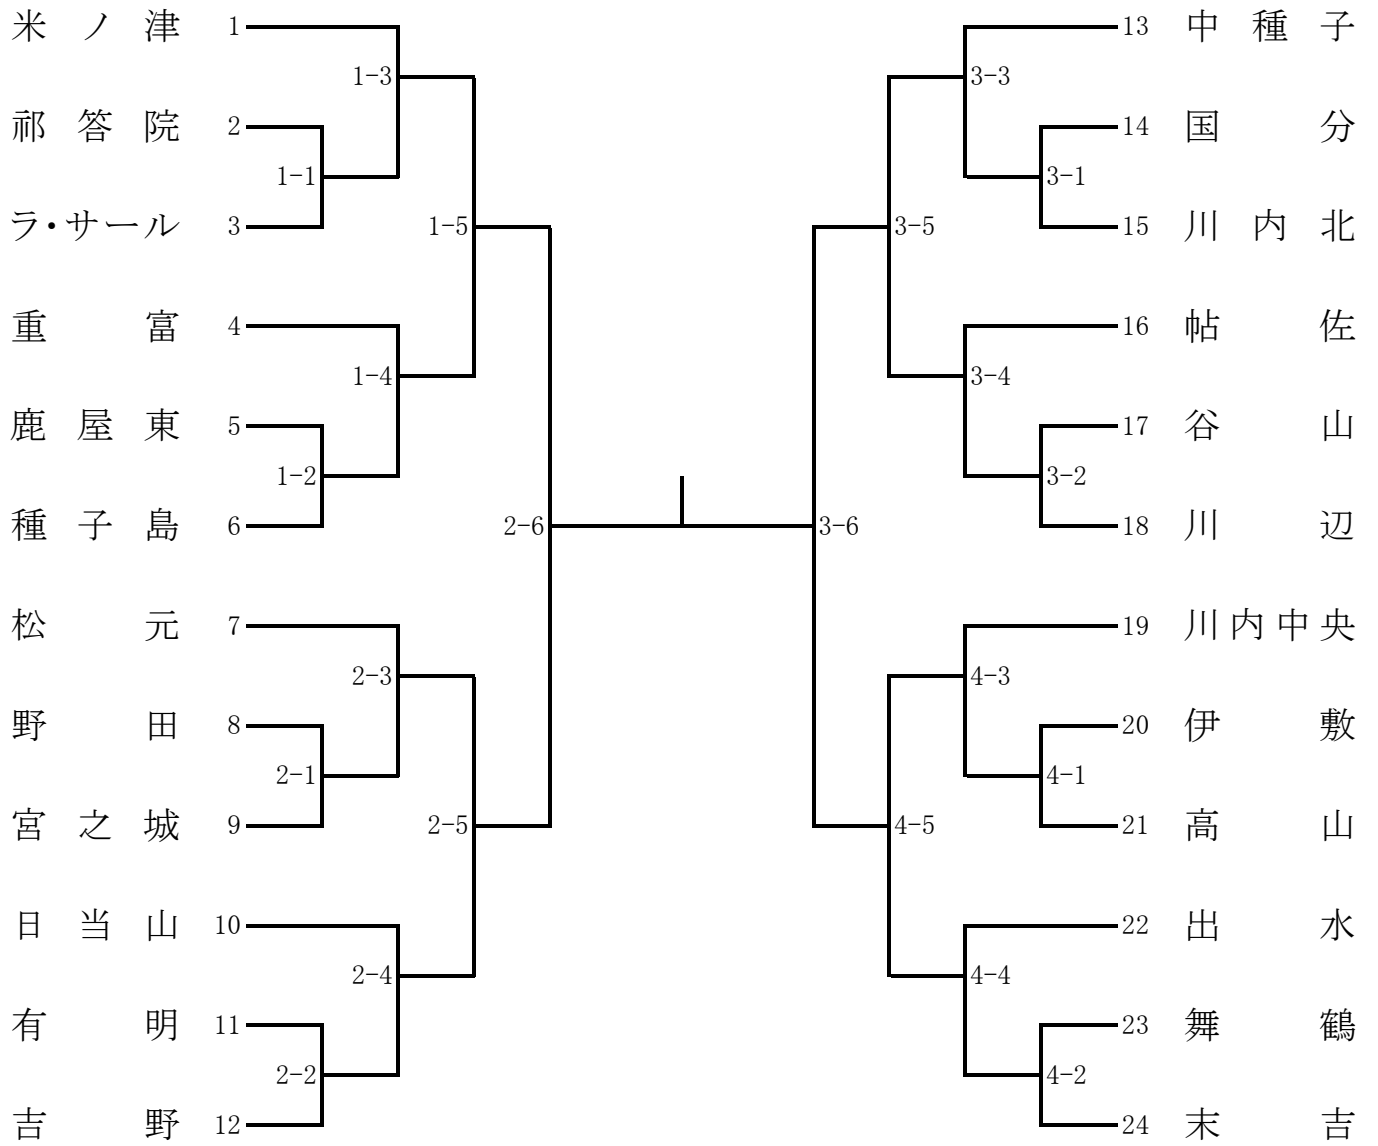 米ノ津 1
1-3
祁答院 2
1-1
ラ・サール 3
1-5
重富 4
1-4
鹿屋東 5
1-2
種子島 6
2-6
松元 7
2-3
野田 8
2-1
宮之城 9
2-5
日当山 10
2-4
有明 11
2-2
吉野 12
13 中種子
3-3
14 国分
3-1
15 川内北
3-5
16 帖佐
3-4
17 谷山
3-2
18 川辺
3-6
19 川内中央
4-3
20 伊敷
4-1
21 高山
4-5
22 出水
4-4
23 舞鶴
4-2
24 末吉